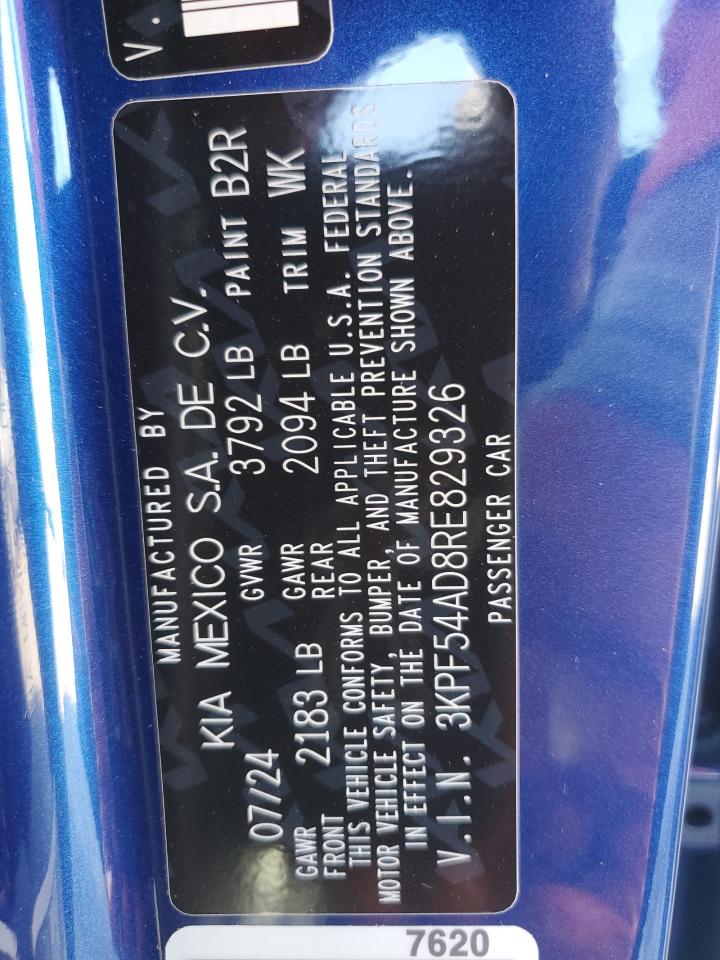 V.
MANUFACTURED BY
KIA MEXICO S.A. DE C.V.
07/24 GVWR 3792 LB PAINT B2R
GAWR FRONT 2183 LB GAWR REAR 2094 LB TRIM WK
THIS VEHICLE CONFORMS TO ALL APPLICABLE U.S.A. FEDERAL
MOTOR VEHICLE SAFETY, BUMPER, AND THEFT PREVENTION STANDARDS
IN EFFECT ON THE DATE OF MANUFACTURE SHOWN ABOVE.
V.I.N. 3KPF54AD8RE829326
PASSENGER CAR
7620